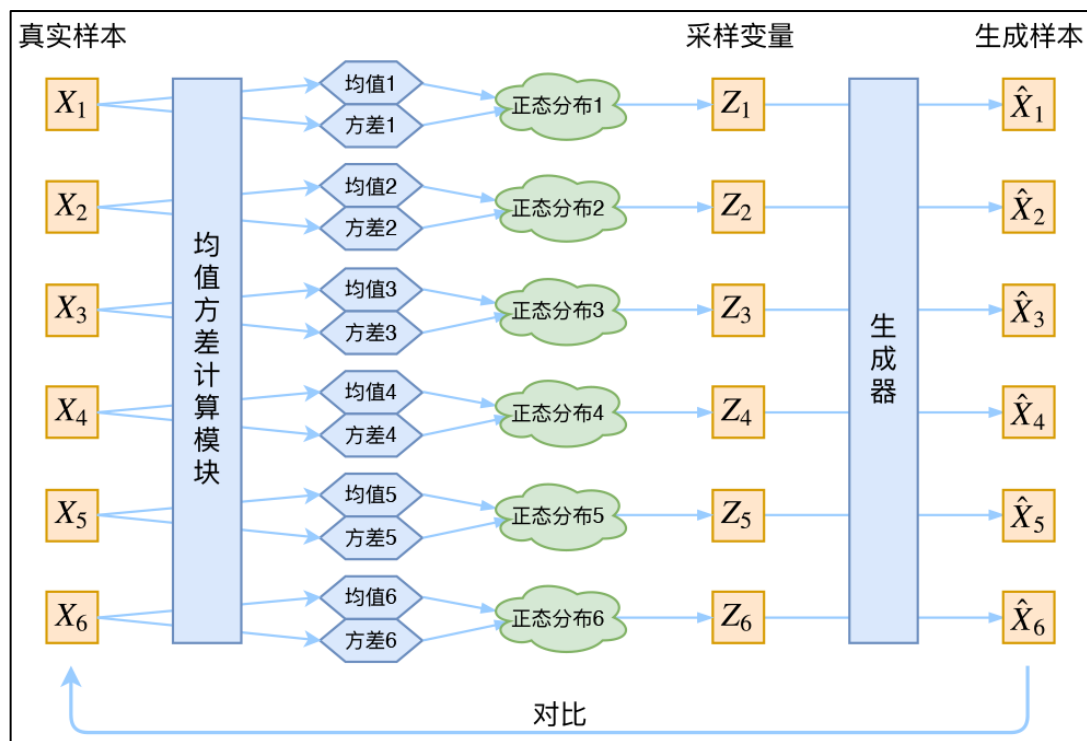 真实样本 采样变量 生成样本
X₁ 均值1 正态分布1 Z₁ X̂₁
方差1
X₂ 均值2 正态分布2 Z₂ X̂₂
方差2
均值方差计算模块
X₃ 均值3 正态分布3 Z₃ X̂₃
方差3
生成器
X₄ 均值4 正态分布4 Z₄ X̂₄
方差4
X₅ 均值5 正态分布5 Z₅ X̂₅
方差5
X₆ 均值6 正态分布6 Z₆ X̂₆
方差6
对比